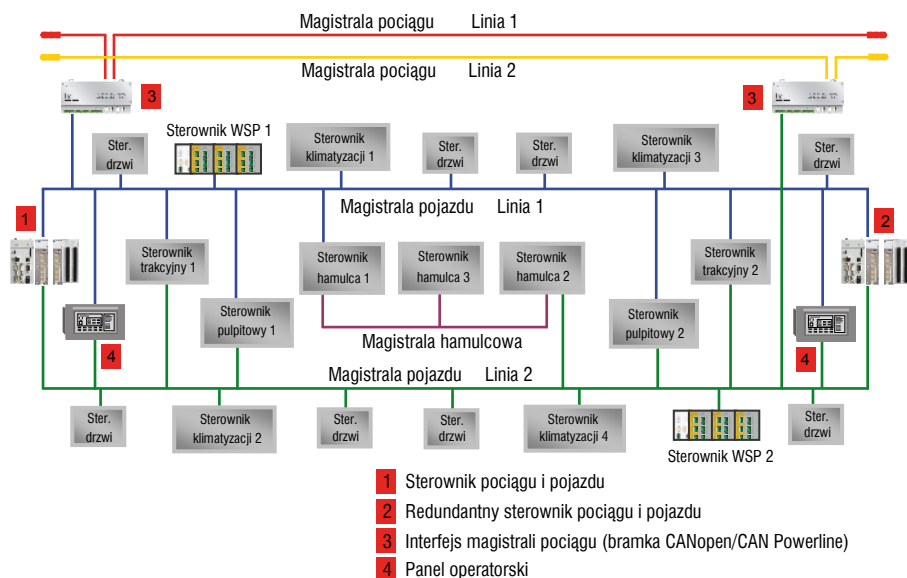 Magistrala pociągu Linia 1
Magistrala pociągu Linia 2
3
3
Ster.
drzwi
Sterownik WSP 1
Sterownik
klimatyzacji 1
Ster.
drzwi
Ster.
drzwi
Sterownik
klimatyzacji 3
Ster.
drzwi
Magistrala pojazdu Linia 1
1
2
Sterownik
trakcyjny 1
Sterownik
hamulca 1
Sterownik
hamulca 3
Sterownik
hamulca 2
Sterownik
trakcyjny 2
Sterownik
pulpitowy 1
Sterownik
pulpitowy 2
Magistrala hamulcowa
4
4
Magistrala pojazdu Linia 2
Ster.
drzwi
Sterownik
klimatyzacji 2
Ster.
drzwi
Ster.
drzwi
Sterownik
klimatyzacji 4
Sterownik WSP 2
Ster.
drzwi
1 Sterownik pociągu i pojazdu
2 Redundantny sterownik pociągu i pojazdu
3 Interfejs magistrali pociągu (bramka CANopen/CAN Powerline)
4 Panel operatorski